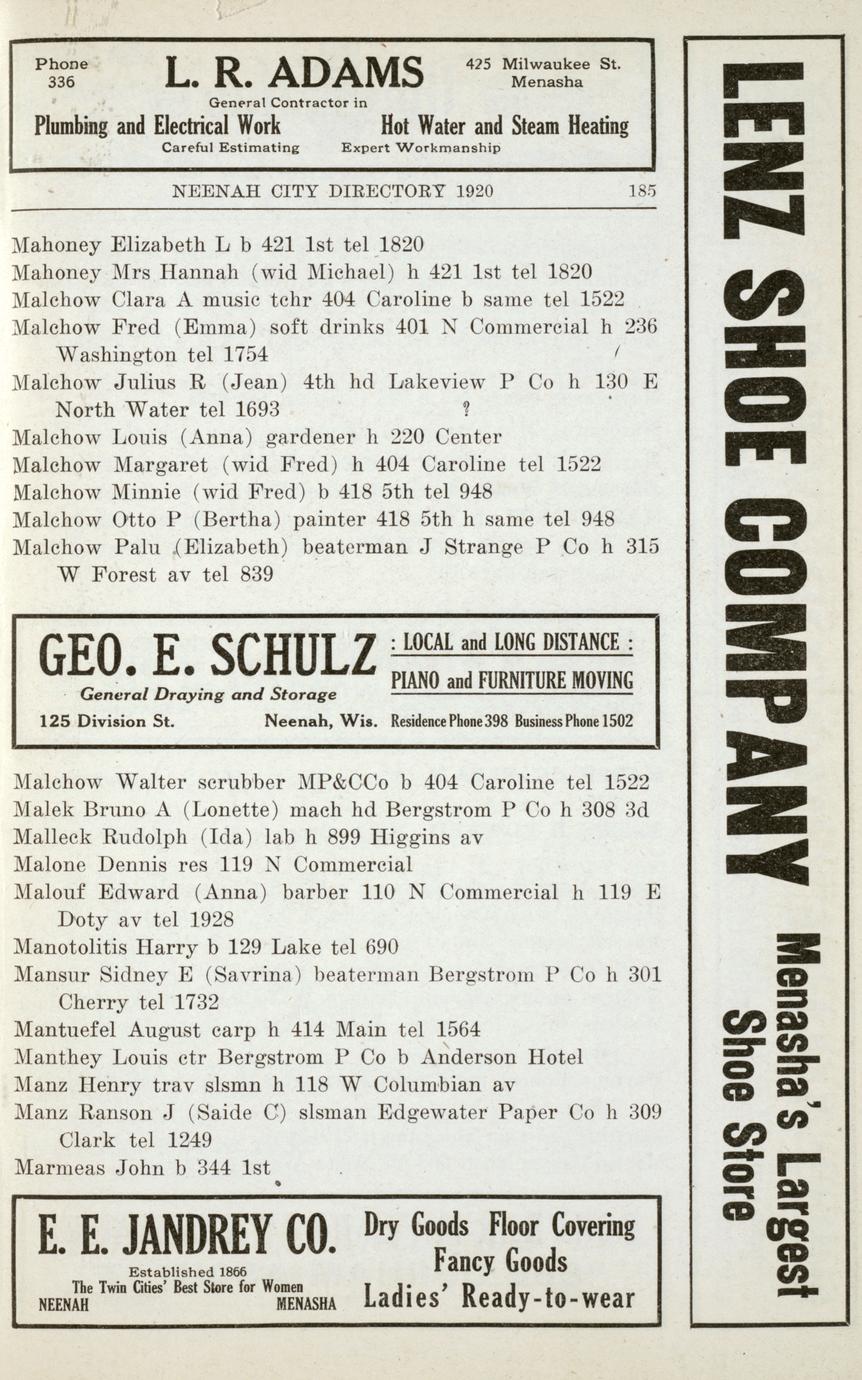 Phone
336
L. R. ADAMS
425 Milwaukee St.
Menasha
General Contractor in
Plumbing and Electrical Work Hot Water and Steam Heating
Careful Estimating Expert Workmanship
NEENAH CITY DIRECTORY 1920 185
Mahoney Elizabeth L b 421 1st tel 1820
Mahoney Mrs Hannah (wid Michael) h 421 1st tel 1820
Malchow Clara A music tchr 404 Caroline b same tel 1522
Malchow Fred (Emma) soft drinks 401 N Commercial h 236
Washington tel 1754
Malchow Julius R (Jean) 4th hd Lakeview P Co h 130 E
North Water tel 1693 ?
Malchow Louis (Anna) gardener h 220 Center
Malchow Margaret (wid Fred) h 404 Caroline tel 1522
Malchow Minnie (wid Fred) b 418 5th tel 948
Malchow Otto P (Bertha) painter 418 5th h same tel 948
Malchow Palu (Elizabeth) beaterman J Strange P Co h 315
W Forest av tel 839
GEO. E. SCHULZ
General Draying and Storage
125 Division St. Neenah, Wis.
: LOCAL and LONG DISTANCE :
PIANO and FURNITURE MOVING
Residence Phone 398 Business Phone 1502
Malchow Walter scrubber MP&CCo b 404 Caroline tel 1522
Malek Bruno A (Lonette) mach hd Bergstrom P Co h 308 3d
Malleck Rudolph (Ida) lab h 899 Higgins av
Malone Dennis res 119 N Commercial
Malouf Edward (Anna) barber 110 N Commercial h 119 E
Doty av tel 1928
Manotolitis Harry b 129 Lake tel 690
Mansur Sidney E (Savrina) beaterman Bergstrom P Co h 301
Cherry tel 1732
Mantuefel August carp h 414 Main tel 1564
Manthey Louis ctr Bergstrom P Co b Anderson Hotel
Manz Henry trav slsmn h 118 W Columbian av
Manz Ranson J (Saide C) slsman Edgewater Paper Co h 309
Clark tel 1249
Marmeas John b 344 1st
E. E. JANDREY CO.
Established 1866
The Twin Cities' Best Store for Women
NEENAH MENASHA
Dry Goods Floor Covering
Fancy Goods
Ladies' Ready-to-wear
LENZ SHOE COMPANY
Menasha's Largest
Shoe Store